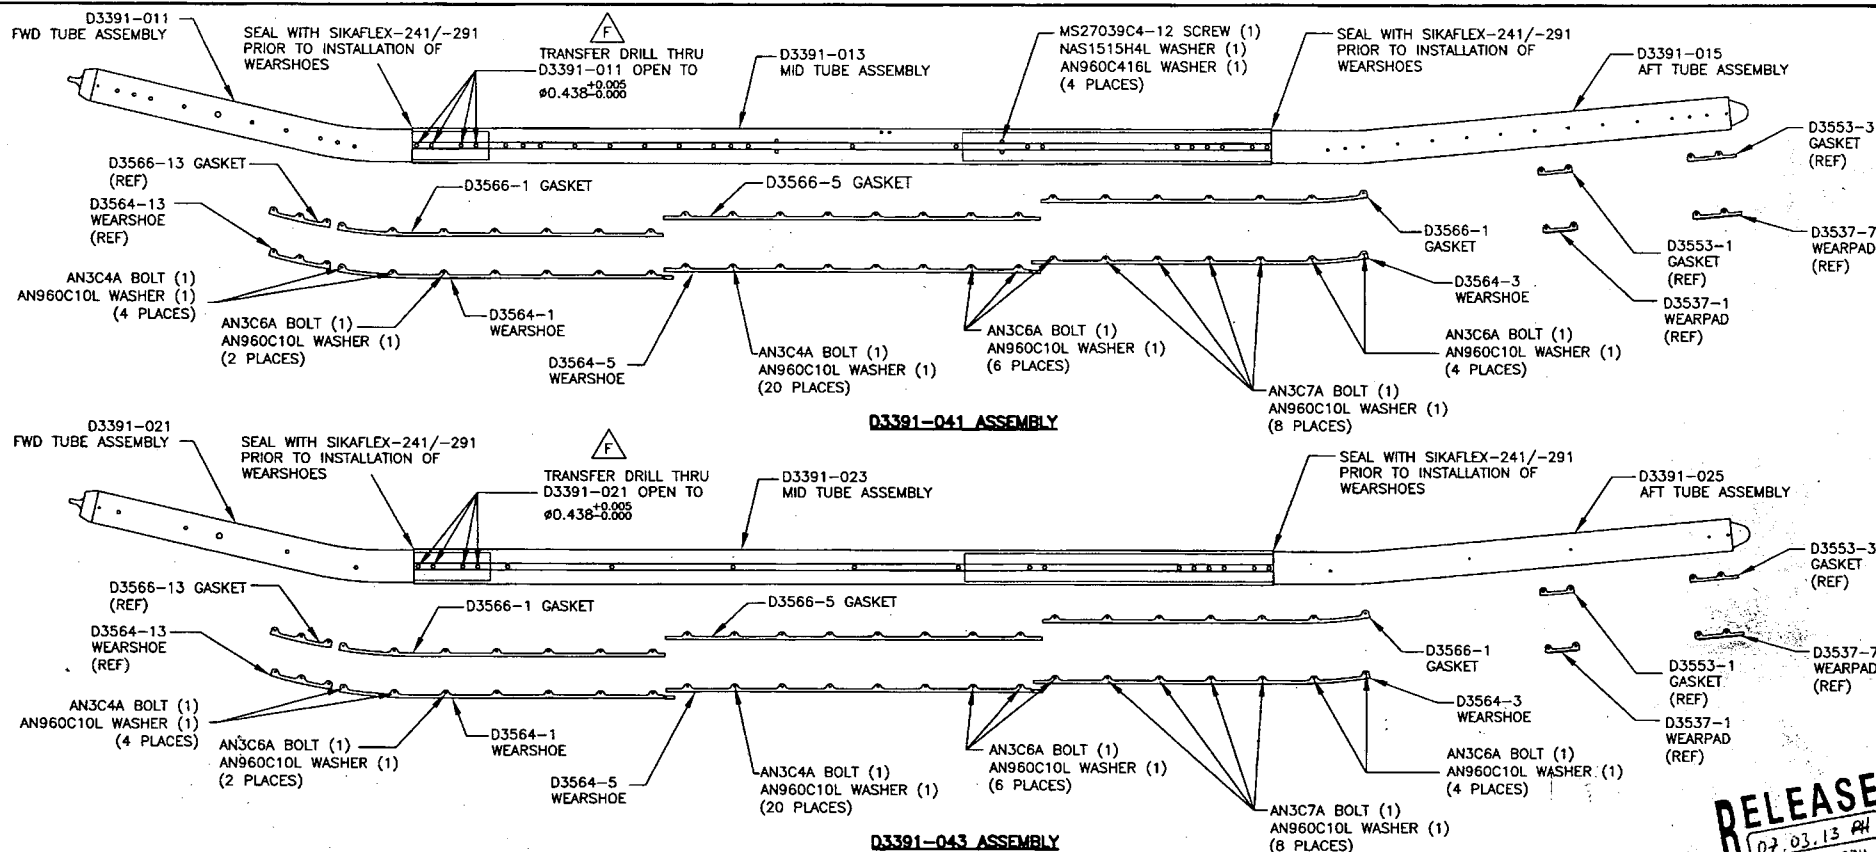 D3391-011
FWD TUBE ASSEMBLY
SEAL WITH SIKAFLEX-241/-291
PRIOR TO INSTALLATION OF
WEARSHOES
F
TRANSFER DRILL THRU
D3391-011 OPEN TO
ø0.438+0.005-0.000
D3391-013
MID TUBE ASSEMBLY
MS27039C4-12 SCREW (1)
NAS1515H4L WASHER (1)
AN960C416L WASHER (1)
(4 PLACES)
SEAL WITH SIKAFLEX-241/-291
PRIOR TO INSTALLATION OF
WEARSHOES
D3391-015
AFT TUBE ASSEMBLY
D3553-3
GASKET
(REF)
D3566-13 GASKET
(REF)
D3566-1 GASKET
D3566-5 GASKET
D3564-13
WEARSHOE
(REF)
D3566-1
GASKET
D3553-1
GASKET
(REF)
D3537-7
WEARPAD
(REF)
AN3C4A BOLT (1)
AN960C10L WASHER (1)
(4 PLACES)
D3564-3
WEARSHOE
D3537-1
WEARPAD
(REF)
AN3C6A BOLT (1)
AN960C10L WASHER (1)
(2 PLACES)
D3564-1
WEARSHOE
D3564-5
WEARSHOE
AN3C4A BOLT (1)
AN960C10L WASHER (1)
(20 PLACES)
AN3C6A BOLT (1)
AN960C10L WASHER (1)
(6 PLACES)
AN3C6A BOLT (1)
AN960C10L WASHER (1)
(4 PLACES)
AN3C7A BOLT (1)
AN960C10L WASHER (1)
(8 PLACES)
D3391-041 ASSEMBLY
D3391-021
FWD TUBE ASSEMBLY
SEAL WITH SIKAFLEX-241/-291
PRIOR TO INSTALLATION OF
WEARSHOES
F
TRANSFER DRILL THRU
D3391-021 OPEN TO
ø0.438+0.005-0.000
D3391-023
MID TUBE ASSEMBLY
SEAL WITH SIKAFLEX-241/-291
PRIOR TO INSTALLATION OF
WEARSHOES
D3391-025
AFT TUBE ASSEMBLY
D3553-3
GASKET
(REF)
D3566-13 GASKET
(REF)
D3566-1 GASKET
D3566-5 GASKET
D3564-13
WEARSHOE
(REF)
D3566-1
GASKET
D3553-1
GASKET
(REF)
D3537-7
WEARPAD
(REF)
AN3C4A BOLT (1)
AN960C10L WASHER (1)
(4 PLACES)
D3564-3
WEARSHOE
D3537-1
WEARPAD
(REF)
AN3C6A BOLT (1)
AN960C10L WASHER (1)
(2 PLACES)
D3564-1
WEARSHOE
D3564-5
WEARSHOE
AN3C4A BOLT (1)
AN960C10L WASHER (1)
(20 PLACES)
AN3C6A BOLT (1)
AN960C10L WASHER (1)
(6 PLACES)
AN3C6A BOLT (1)
AN960C10L WASHER (1)
(4 PLACES)
AN3C7A BOLT (1)
AN960C10L WASHER (1)
(8 PLACES)
D3391-043 ASSEMBLY
RELEASE
07.03.13